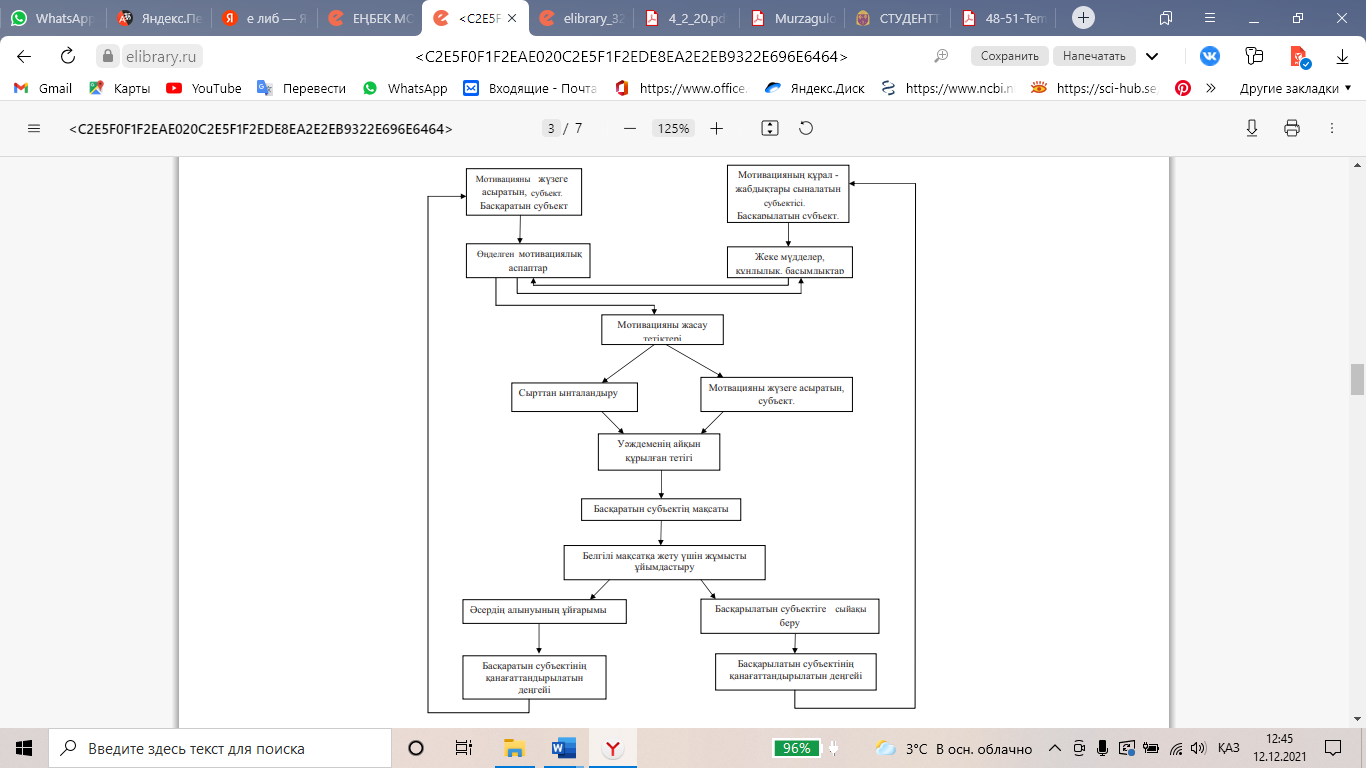 WhatsApp
Яндекс.Пе
е либ — Я
ЕҢБЕК МО
<C2E5F
elibrary_32
4_2_20.pd
Murzagulo
СТУДЕНТТ
48-51-Tem
elibrary.ru
<C2E5F0F1F2EAE020C2E5F1F2EDE8EA2E2EB9322E696E6464>
Сохранить
Напечатать
Gmail
Карты
YouTube
Перевести
WhatsApp
Входящие - Почта
https://www.office.
Яндекс.Диск
https://www.ncbi.n
https://sci-hub.se
Другие закладки
<C2E5F0F1F2EAE020C2E5F1F2EDE8EA2E2EB9322E696E6464>
3 / 7
125%
Мотивацияны жүзеге
асыратын, субъект.
Басқаратын субъект
Мотивацияның құрал -
жабдықтары сыналатын
субъектісі.
Басқарылатын субъект.
Өңделген мотивациялық
аспаптар
Жеке мүдделер,
құндылық, басымдықтар
Мотивацияны жасау
тетіктері
Сырттан ынталандыру
Мотвацияны жүзеге асыратын,
субъект.
Уәждеменің айқын
құрылған тетігі
Басқаратын субъектің мақсаты
Белгілі мақсатқа жету үшін жұмысты
ұйымдастыру
Әсердің алынуының ұйғарымы
Басқарылатын субъектіге сыйақы
беру
Басқаратын субъектінің
қанағаттандырылатын
деңгейі
Басқарылатын субъектінің
қанағаттандырылатын деңгейі
Введите здесь текст для поиска
96%
3°C В осн. облачно
ҚАЗ
12:45
12.12.2021